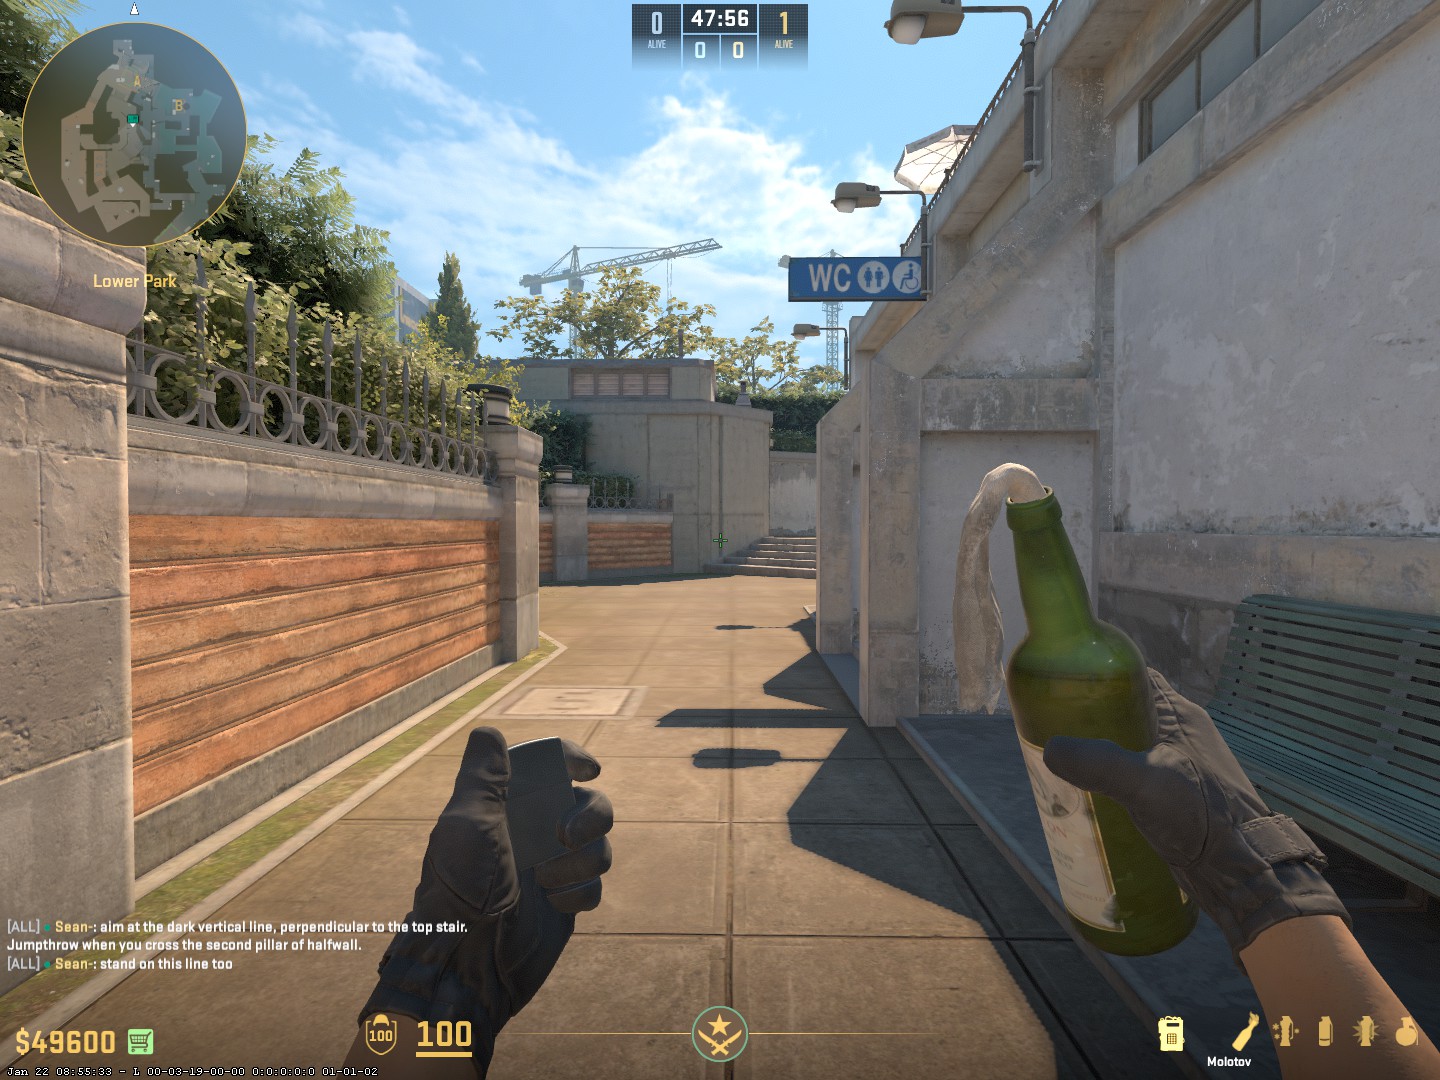 0
47:56
1
ALIVE
0
0
ALIVE
A
B
Lower Park
WC
[ALL] Sean-: aim at the dark vertical line, perpendicular to the top stair.
Jumpthrow when you cross the second pillar of halfwall.
[ALL] Sean-: stand on this line too
$49600
100
100
Molotov
Jan 22 08:55:33 - L 00-03-19-00-00 0:0:0:0:0 01-01-02